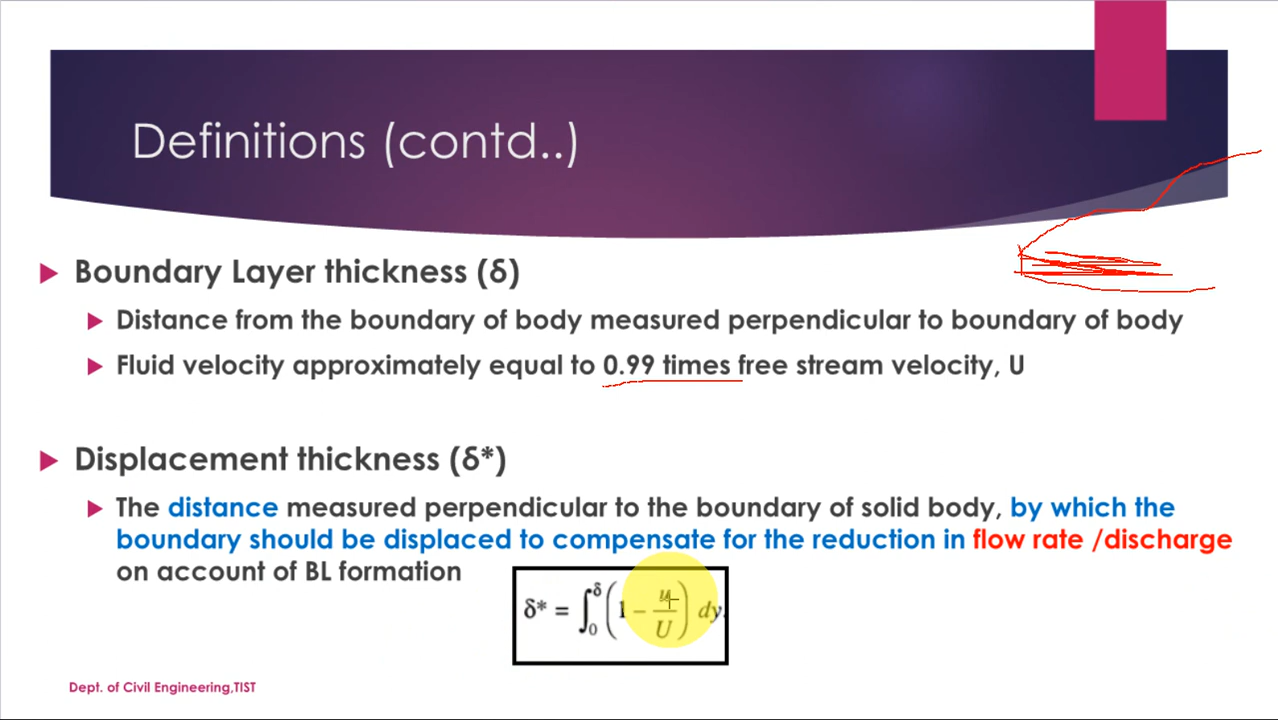 Definitions (contd..)
Boundary Layer thickness (δ)
Distance from the boundary of body measured perpendicular to boundary of body
Fluid velocity approximately equal to 0.99 times free stream velocity, U
Displacement thickness (δ*)
The distance measured perpendicular to the boundary of solid body, by which the
boundary should be displaced to compensate for the reduction in flow rate /discharge
on account of BL formation
δ* = ∫₀^δ (1 − u/U) dy.
Dept. of Civil Engineering,TIST